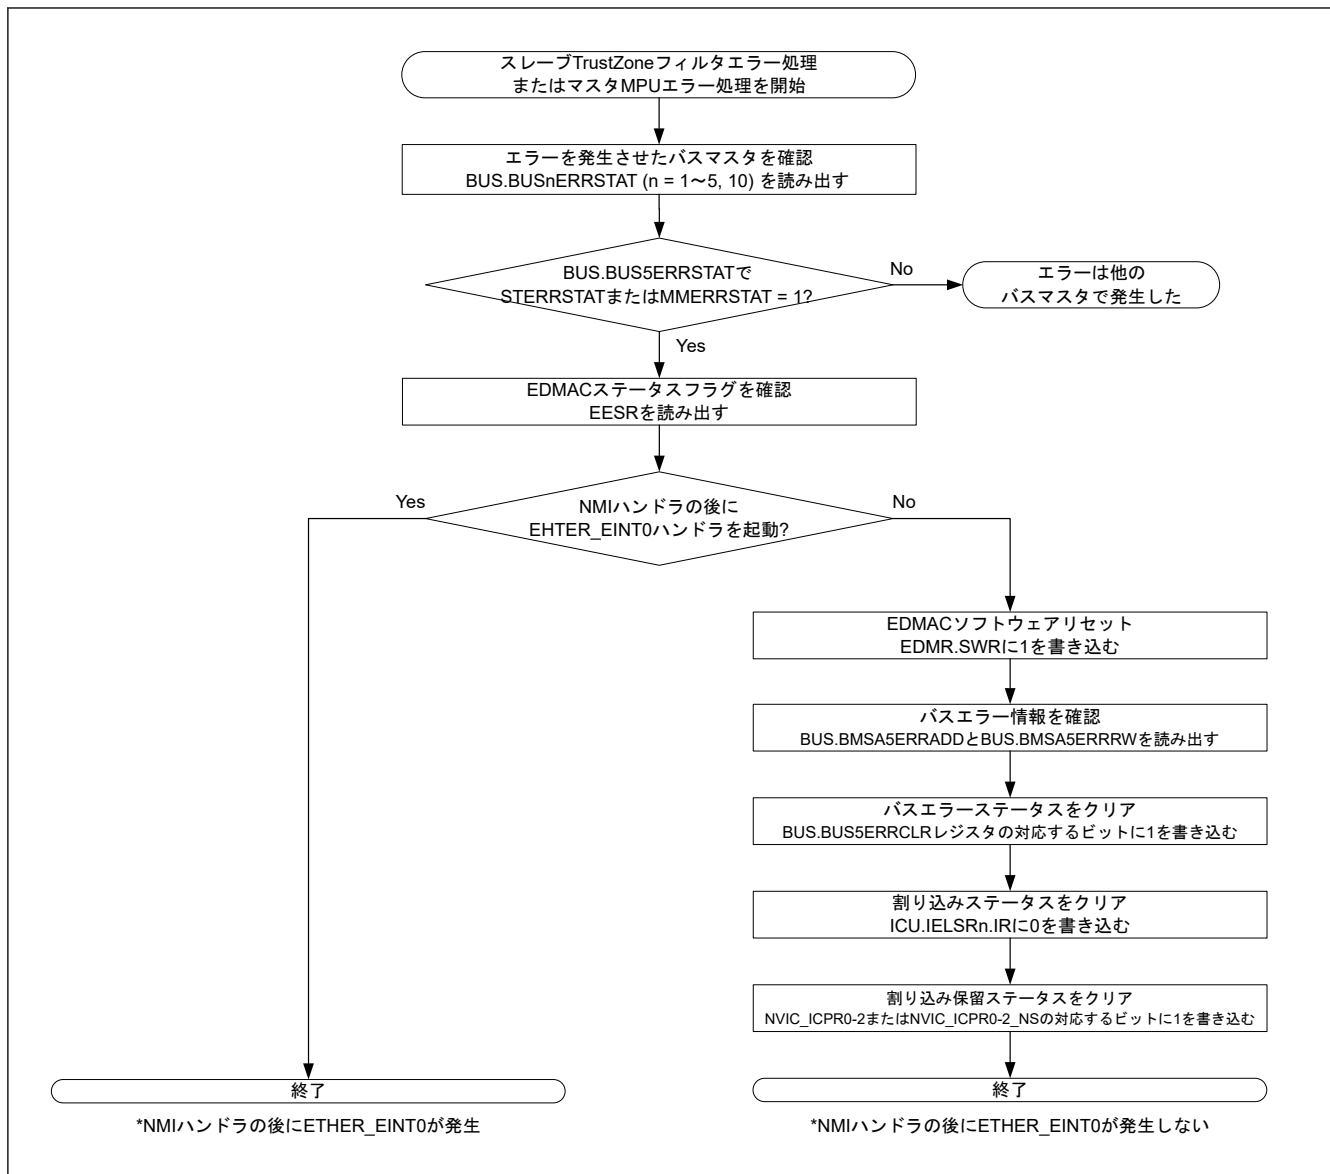 スレーブTrustZoneフィルタエラー処理
またはマスタMPUエラー処理を開始
エラーを発生させたバスマスタを確認
BUS.BUSnERRSTAT (n = 1～5, 10) を読み出す
BUS.BUS5ERRSTATで
STERRSTATまたはMMERRSTAT = 1?
No
エラーは他の
バスマスタで発生した
Yes
EDMACステータスフラグを確認
EESRを読み出す
Yes
NMIハンドラの後に
EHTER_EINT0ハンドラを起動?
No
EDMACソフトウェアリセット
EDMR.SWRに1を書き込む
バスエラー情報を確認
BUS.BMSA5ERRADDとBUS.BMSA5ERRRWを読み出す
バスエラーステータスをクリア
BUS.BUS5ERRCLRレジスタの対応するビットに1を書き込む
割り込みステータスをクリア
ICU.IELSRn.IRに0を書き込む
割り込み保留ステータスをクリア
NVIC_ICPR0-2またはNVIC_ICPR0-2_NSの対応するビットに1を書き込む
終了
*NMIハンドラの後にETHER_EINT0が発生
終了
*NMIハンドラの後にETHER_EINT0が発生しない